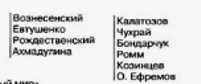 Вознесенский
Евтушенко
Рождественский
Ахмадулина
Калатозов
Чухрай
Бондарчук
Ромм
Козинцев
О. Ефремов